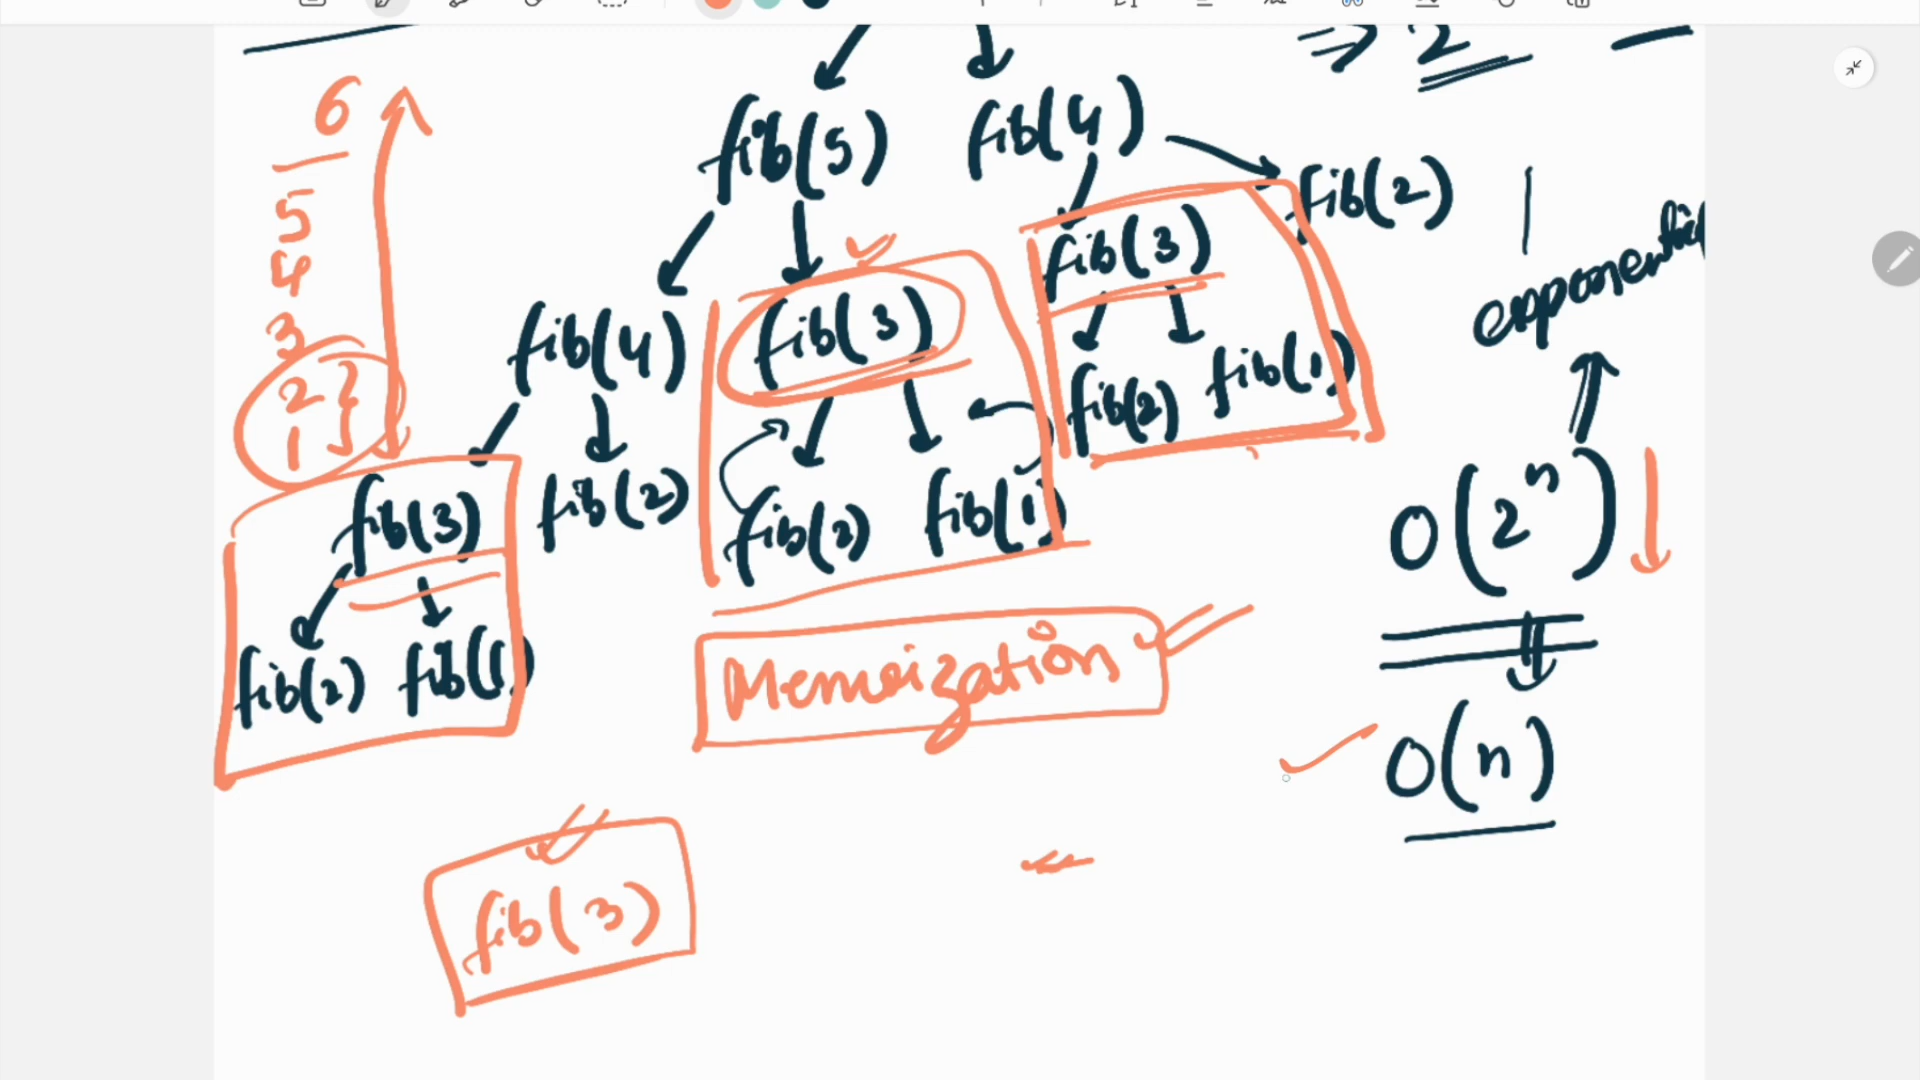 => 2
6
fib(5) fib(4)
fib(2)
5
fib(3)
4
exponential
fib(4) fib(3)
3
fib(2) fib(1)
2 }
1
O(2^n)
fib(3) fib(2) fib(2) fib(1)
fib(2) fib(1) Memoization
O(n)
fib(3)